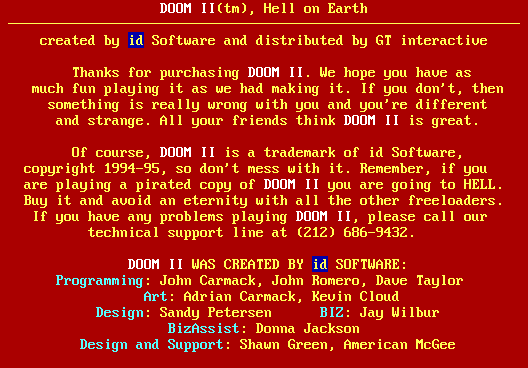 DOOM II(tm), Hell on Earth
created by id Software and distributed by GT interactive
Thanks for purchasing DOOM II. We hope you have as
much fun playing it as we had making it. If you don't, then
something is really wrong with you and you're different
and strange. All your friends think DOOM II is great.
Of course, DOOM II is a trademark of id Software,
copyright 1994-95, so don't mess with it. Remember, if you
are playing a pirated copy of DOOM II you are going to HELL.
Buy it and avoid an eternity with all the other freeloaders.
If you have any problems playing DOOM II, please call our
technical support line at (212) 686-9432.
DOOM II WAS CREATED BY id SOFTWARE:
Programming: John Carmack, John Romero, Dave Taylor
Art: Adrian Carmack, Kevin Cloud
Design: Sandy Petersen BIZ: Jay Wilbur
BizAssist: Donna Jackson
Design and Support: Shawn Green, American McGee